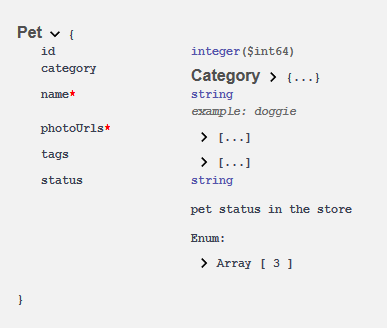 Pet {
id integer($int64)
category Category {...}
name* string
example: doggie
photoUrls* [...]
tags [...]
status string
pet status in the store
Enum:
Array [ 3 ]
}